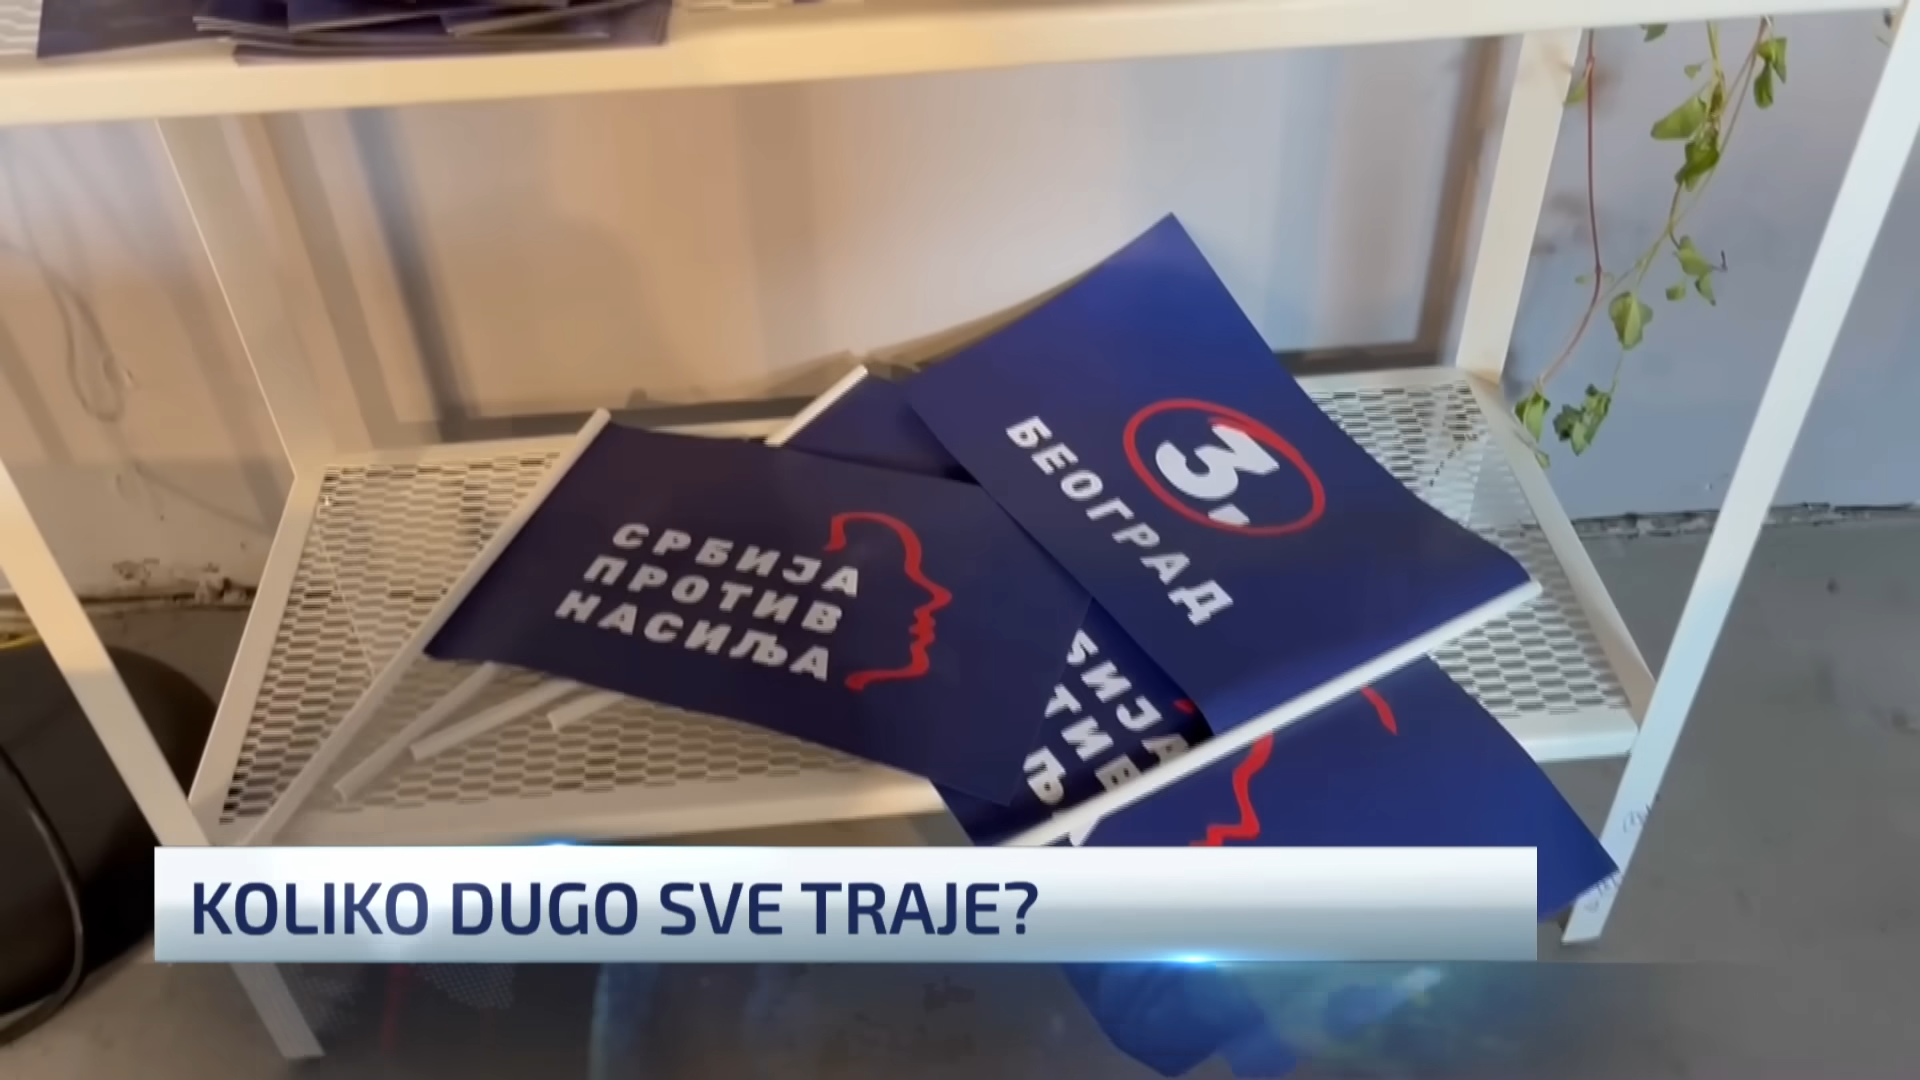 3,
БЕОГРАД
СРБИЈА
ПРОТИВ
НАСИЉА
KOLIKO DUGO SVE TRAJE?